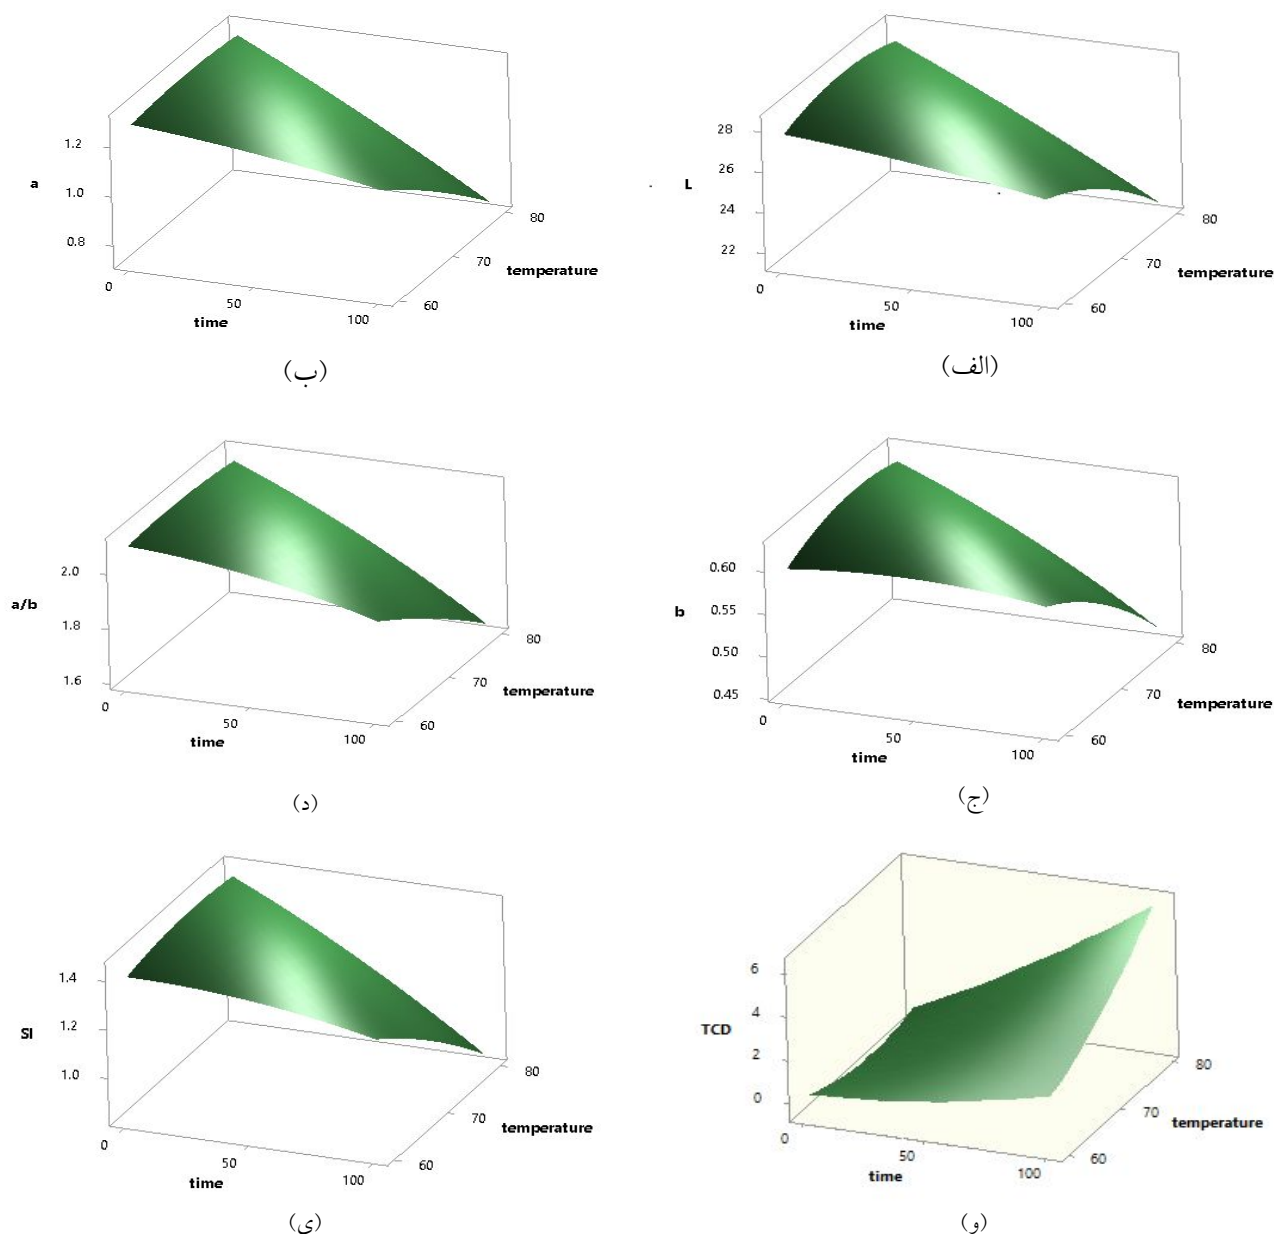 1.2
1.0
0.8
a
0
50
100
time
60
70
80
temperature
(ب)
28
26
24
22
L
0
50
100
time
60
70
80
temperature
(الف)
2.0
1.8
1.6
a/b
0
50
100
time
60
70
80
temperature
(د)
0.60
0.55
0.50
0.45
b
0
50
100
time
60
70
80
temperature
(ج)
1.4
1.2
1.0
SI
0
50
100
time
60
70
80
temperature
(ی)
6
4
2
0
TCD
0
50
100
time
60
70
80
temperature
(و)